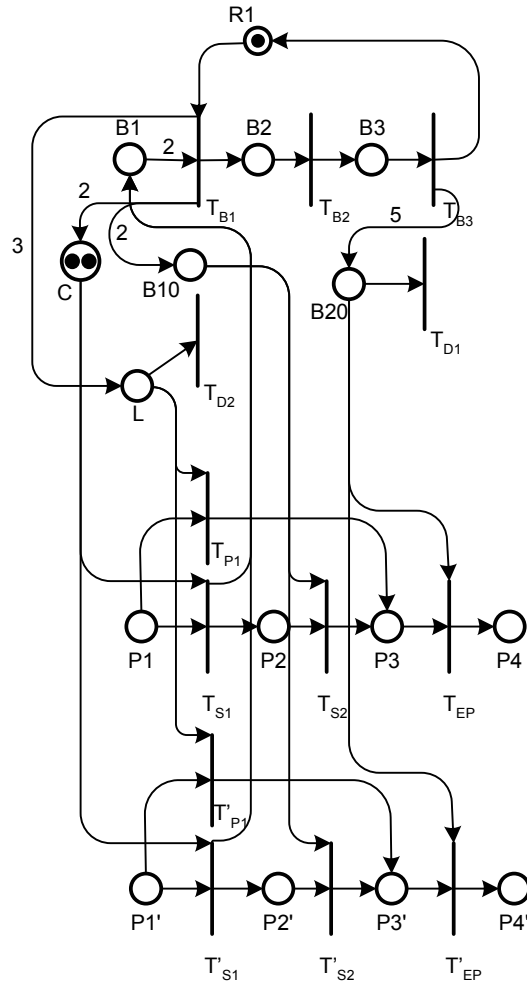 R1
B1
2
B2
B3
T_B1
T_B2
T_B3
2
2
5
3
C
B10
B20
T_D1
T_D2
L
T_P1
P1
P2
P3
P4
T_S1
T_S2
T_EP
T'_P1
P1'
P2'
P3'
P4'
T'_S1
T'_S2
T'_EP